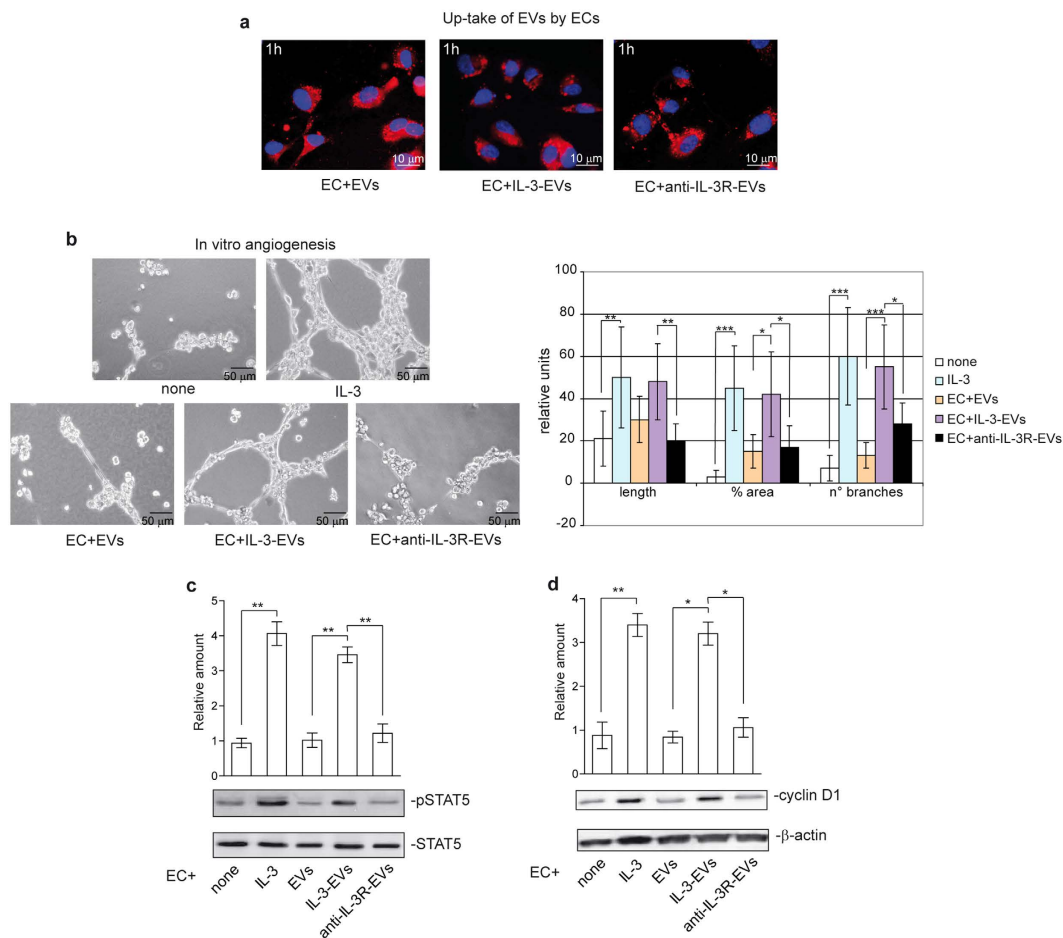 a
Up-take of EVs by ECs
1h
1h
1h
10 μm
10 μm
10 μm
EC+EVs
EC+IL-3-EVs
EC+anti-IL-3R-EVs
b
In vitro angiogenesis
50 μm
50 μm
none
IL-3
50 μm
50 μm
50 μm
EC+EVs
EC+IL-3-EVs
EC+anti-IL-3R-EVs
relative units
100
80
60
40
20
0
-20
** ** *** * * *** *** *
length
% area
n° branches
none
IL-3
EC+EVs
EC+IL-3-EVs
EC+anti-IL-3R-EVs
c
Relative amount
5
4
3
2
1
0
** ** **
-pSTAT5
-STAT5
EC+
none
IL-3
EVs
IL-3-EVs
anti-IL-3R-EVs
d
Relative amount
4
3
2
1
0
** * *
-cyclin D1
-β-actin
EC+
none
IL-3
EVs
IL-3-EVs
anti-IL-3R-EVs